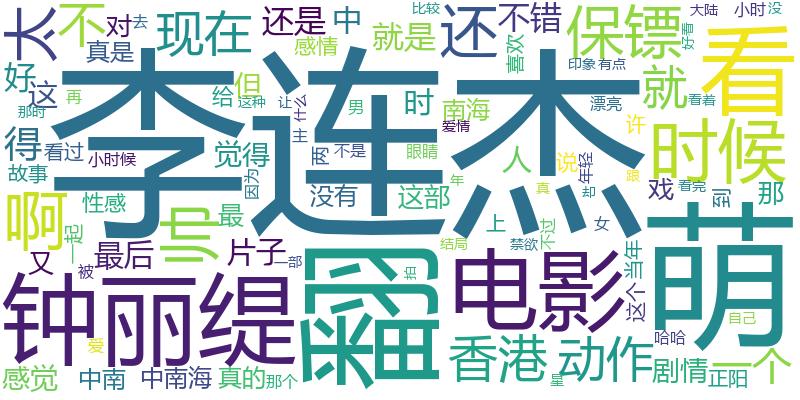 太
不
对
去
现在
还是
中
还
不错
保镖
比较
大陆
小时
没
看
好看
真是
感情
就是
喜欢
印象
有点
好
这
但
李连杰
就
看着
那时
再
给
这种
让
什么
男
时
南海
漂亮
许
得
看过
小时候
觉得
主
两
不是
眼睛
爱情
人
说
年轻
时候
故事
因为
没有
这部
年
真
却
跟
戏
看完
到
那
啊
性感
帅
最
上
禁欲
不过
女
萌
一起
又
最后
片子
翻
结局
当年
这个
被
一部
拍
钟丽缇
电影
自己
爱
哈哈
感觉
中南
中南海
真的
那个
香港
动作
星
剧情
正阳
一个